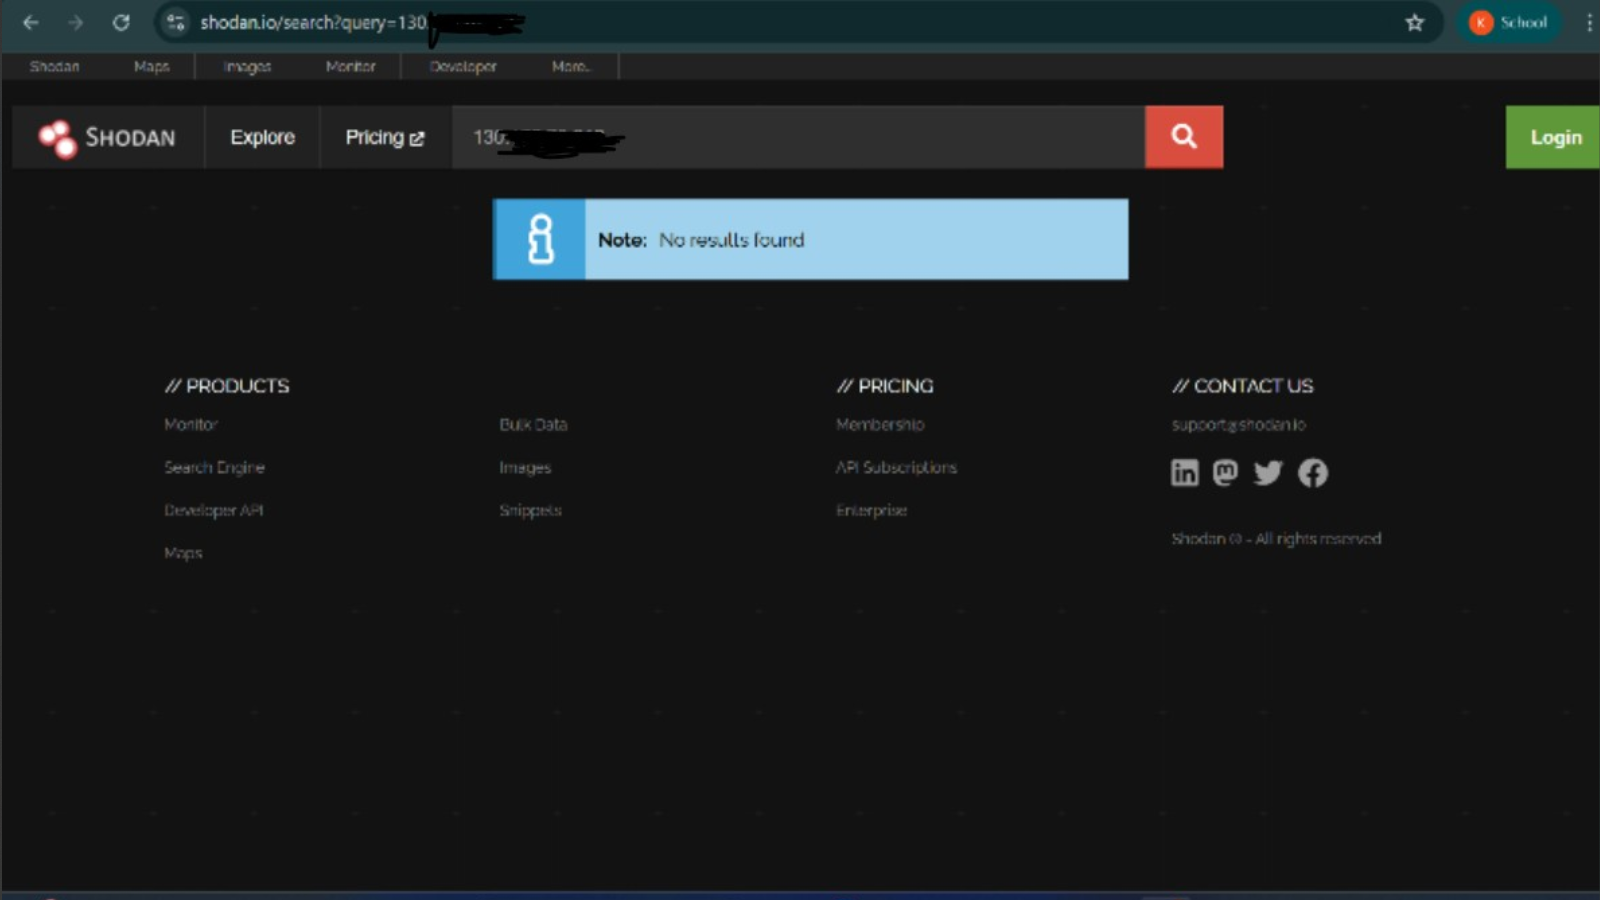 shodan.io/search?query=130.
School
Shodan Maps Images Monitor Developer More...
SHODAN Explore Pricing 130. Login
Note: No results found
// PRODUCTS // PRICING // CONTACT US
Monitor Bulk Data Membership support@shodan.io
Search Engine Images API Subscriptions
Developer API Snippets Enterprise
Shodan ® - All rights reserved
Maps